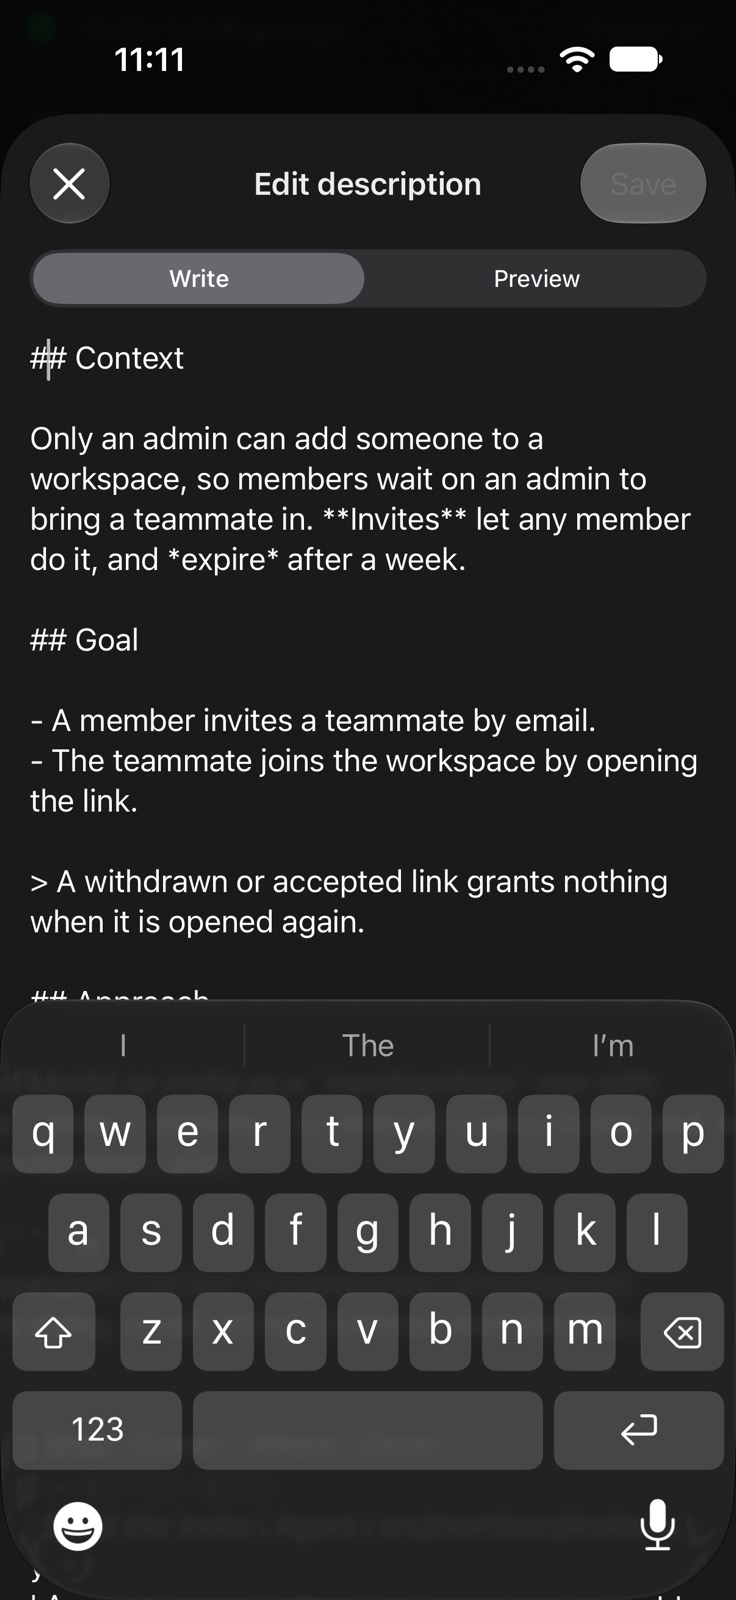 11:11
Edit description
Save
Write
Preview
## Context
Only an admin can add someone to a
workspace, so members wait on an admin to
bring a teammate in. **Invites** let any member
do it, and *expire* after a week.
## Goal
- A member invites a teammate by email.
- The teammate joins the workspace by opening
the link.
> A withdrawn or accepted link grants nothing
when it is opened again.
## Approach
I
The
I’m
q w e r t y u i o p
a s d f g h j k l
z x c v b n m
123